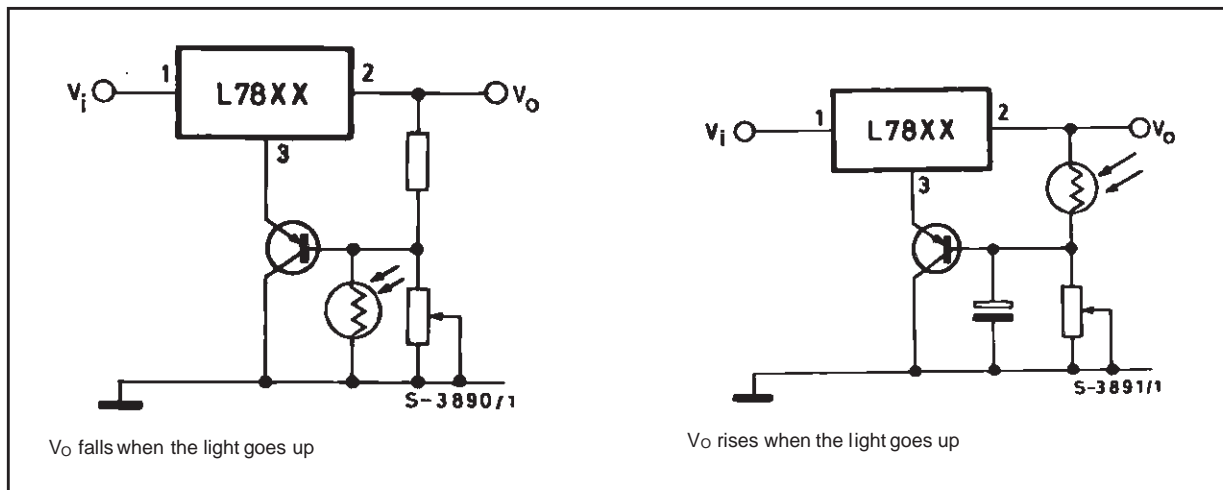 1
L78XX
2
Vi
Vo
3
S-3890/1
VO falls when the light goes up
1
L78XX
2
Vi
Vo
3
S-3891/1
VO rises when the light goes up